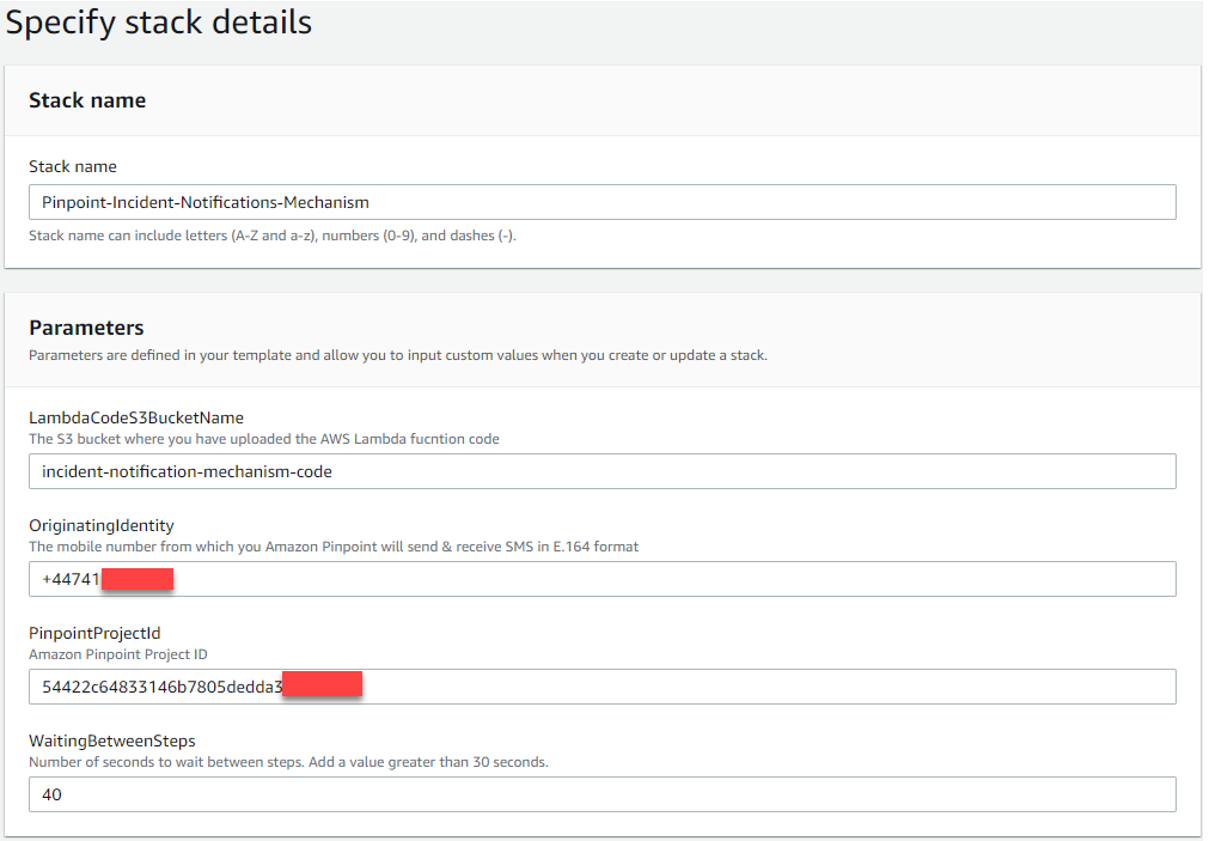 Specify stack details
Stack name
Stack name
Pinpoint-Incident-Notifications-Mechanism
Stack name can include letters (A-Z and a-z), numbers (0-9), and dashes (-).
Parameters
Parameters are defined in your template and allow you to input custom values when you create or update a stack.
LambdaCodeS3BucketName
The S3 bucket where you have uploaded the AWS Lambda fucntion code
incident-notification-mechanism-code
OriginatingIdentity
The mobile number from which you Amazon Pinpoint will send & receive SMS in E.164 format
+44741
PinpointProjectId
Amazon Pinpoint Project ID
54422c64833146b7805dedda3
WaitingBetweenSteps
Number of seconds to wait between steps. Add a value greater than 30 seconds.
40